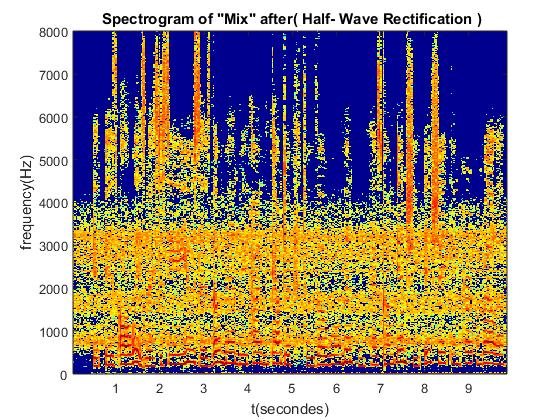 Spectrogram of "Mix" after( Half- Wave Rectification )
8000
7000
6000
5000
4000
3000
2000
1000
0
frequency(Hz)
1 2 3 4 5 6 7 8 9
t(secondes)